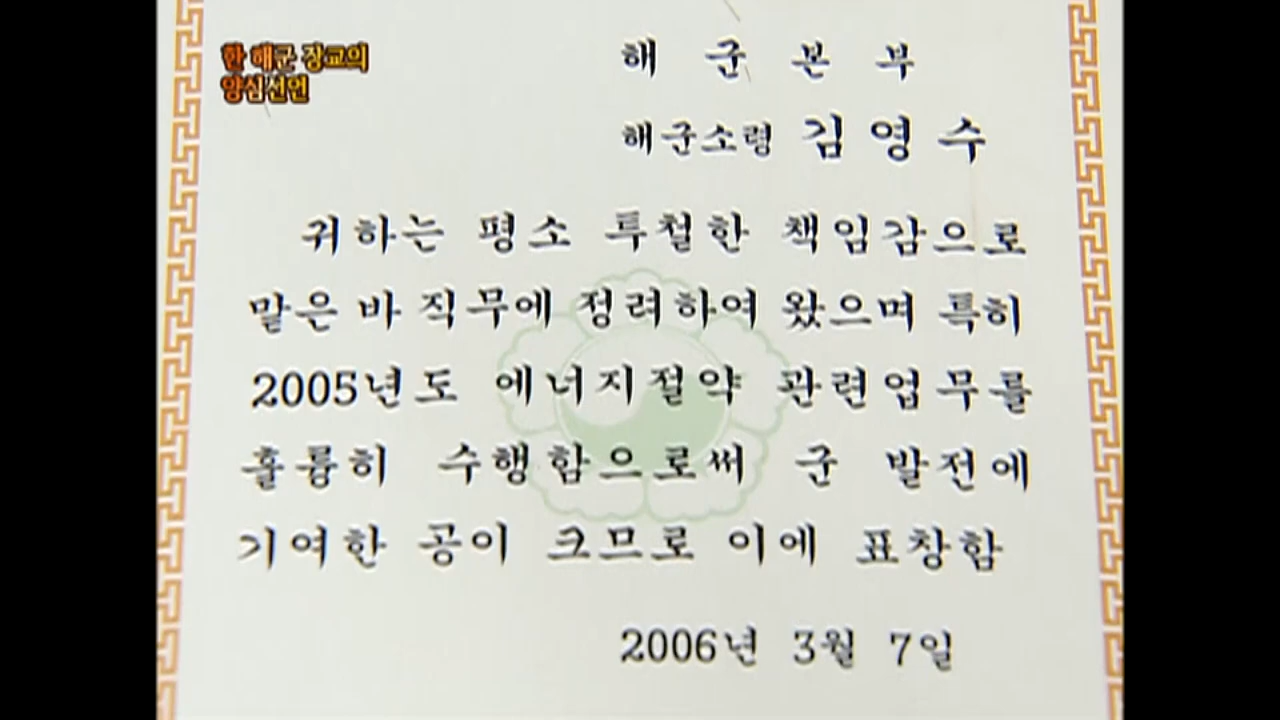 한 해군 장교의
양심선언
해군본부
해군소령 김영수
귀하는 평소 투철한 책임감으로
맡은 바 직무에 정려하여 왔으며 특히
2005년도 에너지절약 관련업무를
훌륭히 수행함으로써 군 발전에
기여한 공이 크므로 이에 표창함
2006년 3월 7일